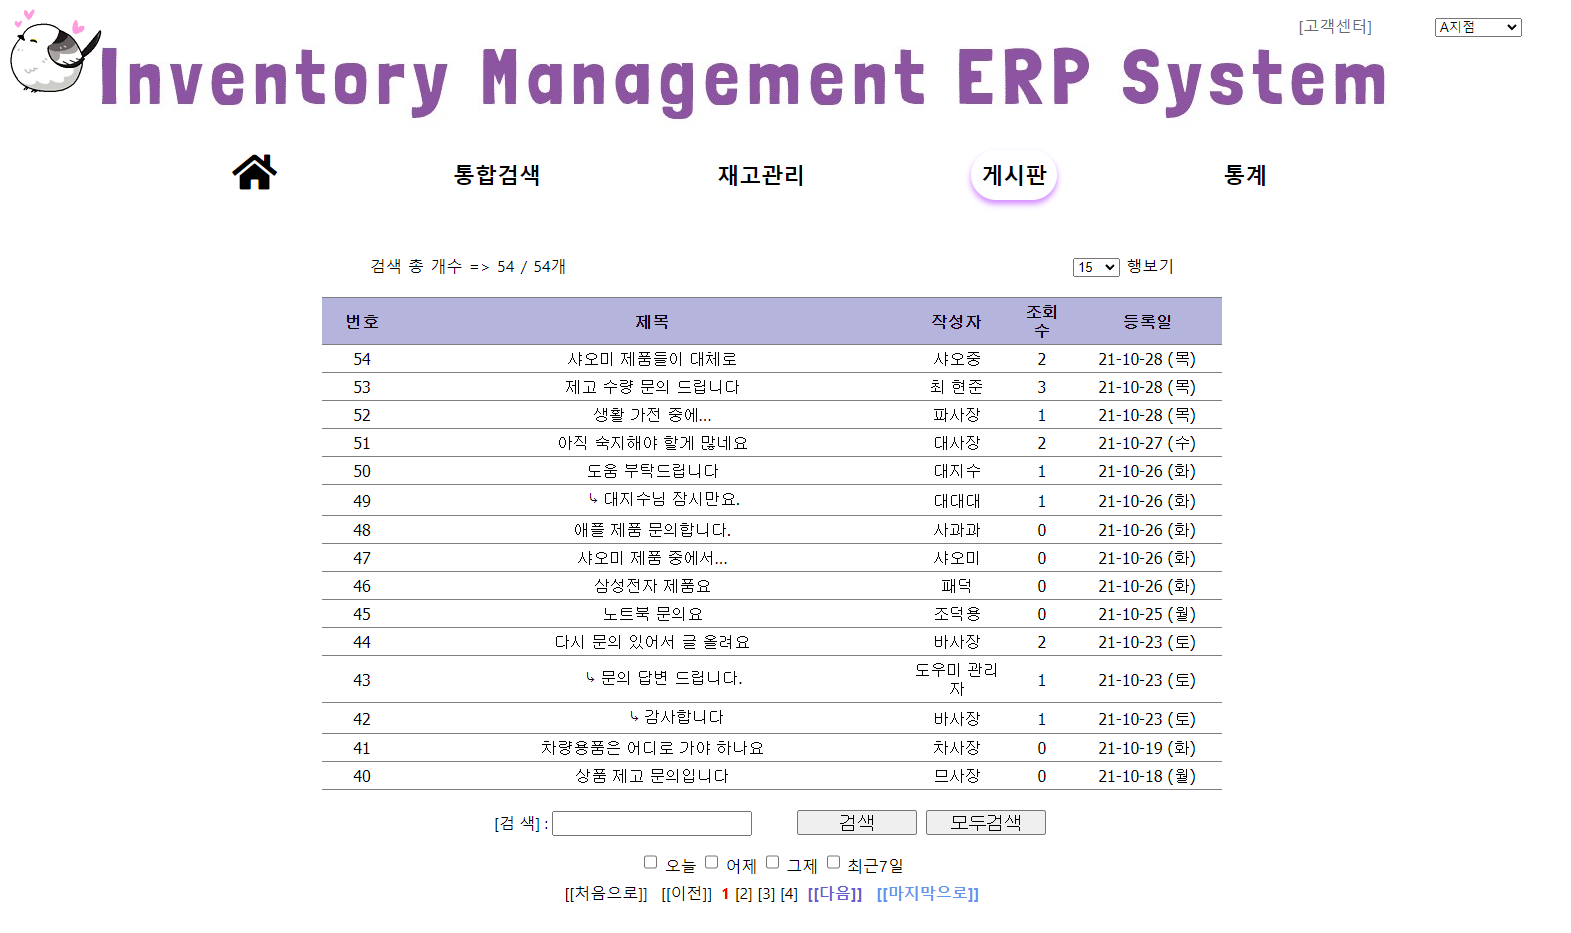 [고객센터] A지점
Inventory Management ERP System
통합검색 재고관리 게시판 통계
검색 총 개수 => 54 / 54개 15 행보기
번호 제목 작성자 조회수 등록일
54 샤오미 제품들이 대체로 샤오중 2 21-10-28 (목)
53 제고 수량 문의 드립니다 최 현준 3 21-10-28 (목)
52 생활 가전 중에... 파사장 1 21-10-28 (목)
51 아직 숙지해야 할게 많네요 대사장 2 21-10-27 (수)
50 도움 부탁드립니다 대지수 1 21-10-26 (화)
49 ⤷ 대지수님 잠시만요. 대대대 1 21-10-26 (화)
48 애플 제품 문의합니다. 사과과 0 21-10-26 (화)
47 샤오미 제품 중에서... 샤오미 0 21-10-26 (화)
46 삼성전자 제품요 패덕 0 21-10-26 (화)
45 노트북 문의요 조덕용 0 21-10-25 (월)
44 다시 문의 있어서 글 올려요 바사장 2 21-10-23 (토)
43 ⤷ 문의 답변 드립니다. 도우미 관리자 1 21-10-23 (토)
42 ⤷ 감사합니다 바사장 1 21-10-23 (토)
41 차량용품은 어디로 가야 하나요 차사장 0 21-10-19 (화)
40 상품 제고 문의입니다 므사장 0 21-10-18 (월)
[검 색] : 검색 모두검색
오늘 어제 그제 최근7일
[[처음으로]] [[이전]] 1 [2] [3] [4] [[다음]] [[마지막으로]]